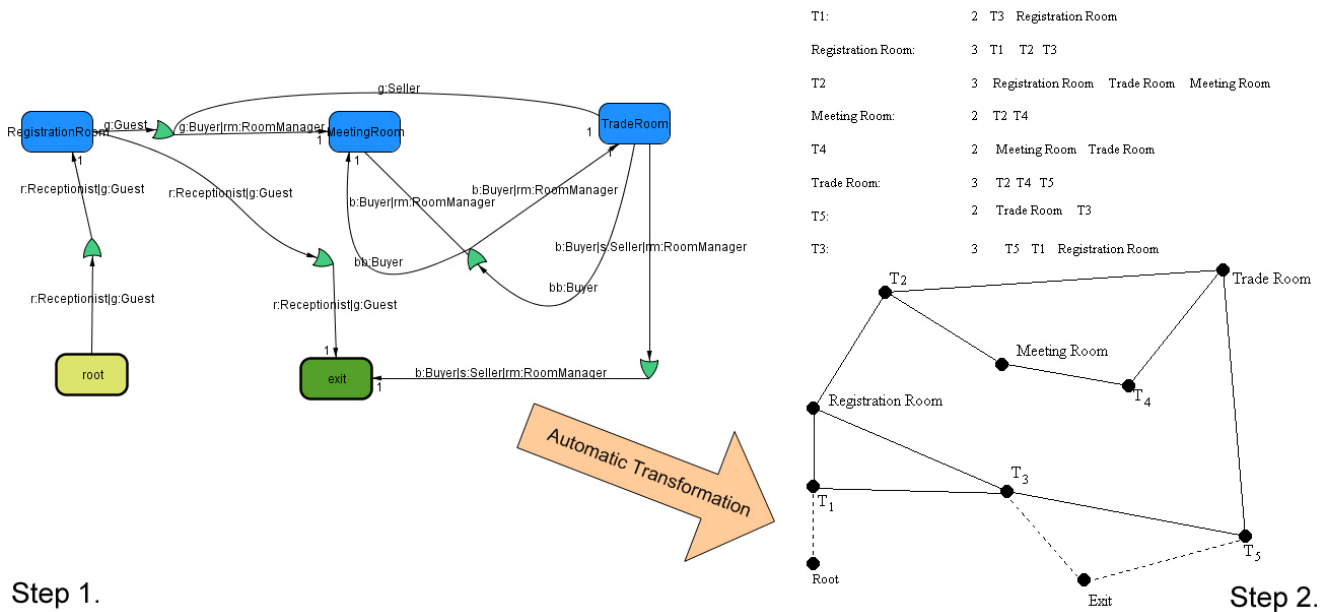 g:Seller
RegistrationRoom
g:Guest
g:Buyer|rm:RoomManager
1
MeetingRoom
1
TradeRoom
1
1
1
r:Receptionist|g:Guest
r:Receptionist|g:Guest
b:Buyer|rm:RoomManager
b:Buyer|rm:RoomManager
b:Buyer|s:Seller|rm:RoomManager
bb:Buyer
bb:Buyer
r:Receptionist|g:Guest
r:Receptionist|g:Guest
1
root
exit
1
b:Buyer|s:Seller|rm:RoomManager
Step 1.
Automatic Transformation
T1: 2 T3 Registration Room
Registration Room: 3 T1 T2 T3
T2 3 Registration Room Trade Room Meeting Room
Meeting Room: 2 T2 T4
T4 2 Meeting Room Trade Room
Trade Room: 3 T2 T4 T5
T5: 2 Trade Room T3
T3: 3 T5 T1 Registration Room
T2
Trade Room
Meeting Room
T4
Registration Room
T3
T1
T5
Root
Exit
Step 2.